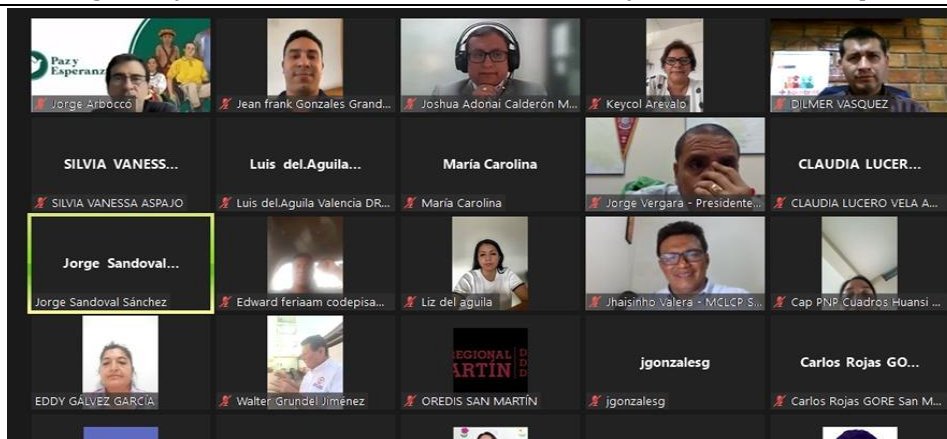 Paz y
Esperanz
Jorge Arboccó
Jean frank Gonzales Grand...
Joshua Adonai Calderón M...
Keycol Arevalo
DILMER VASQUEZ
SILVIA VANESS...
Luis del.Aguila...
María Carolina
CLAUDIA LUCER...
SILVIA VANESSA ASPAJO
Luis del.Aguila Valencia DR...
María Carolina
Jorge Vergara - Presidente...
CLAUDIA LUCERO VELA A...
Jorge Sandoval...
Jorge Sandoval Sánchez
Edward feriaam codepisa...
Liz del aguila
Jhaisinho Valera - MCLCP S...
Cap PNP Cuadros Huansi ...
EGIONAL
ARTÍN
jgonzalesg
Carlos Rojas GO...
EDDY GÁLVEZ GARCÍA
Walter Grundel Jiménez
OREDIS SAN MARTÍN
jgonzalesg
Carlos Rojas GORE San M...